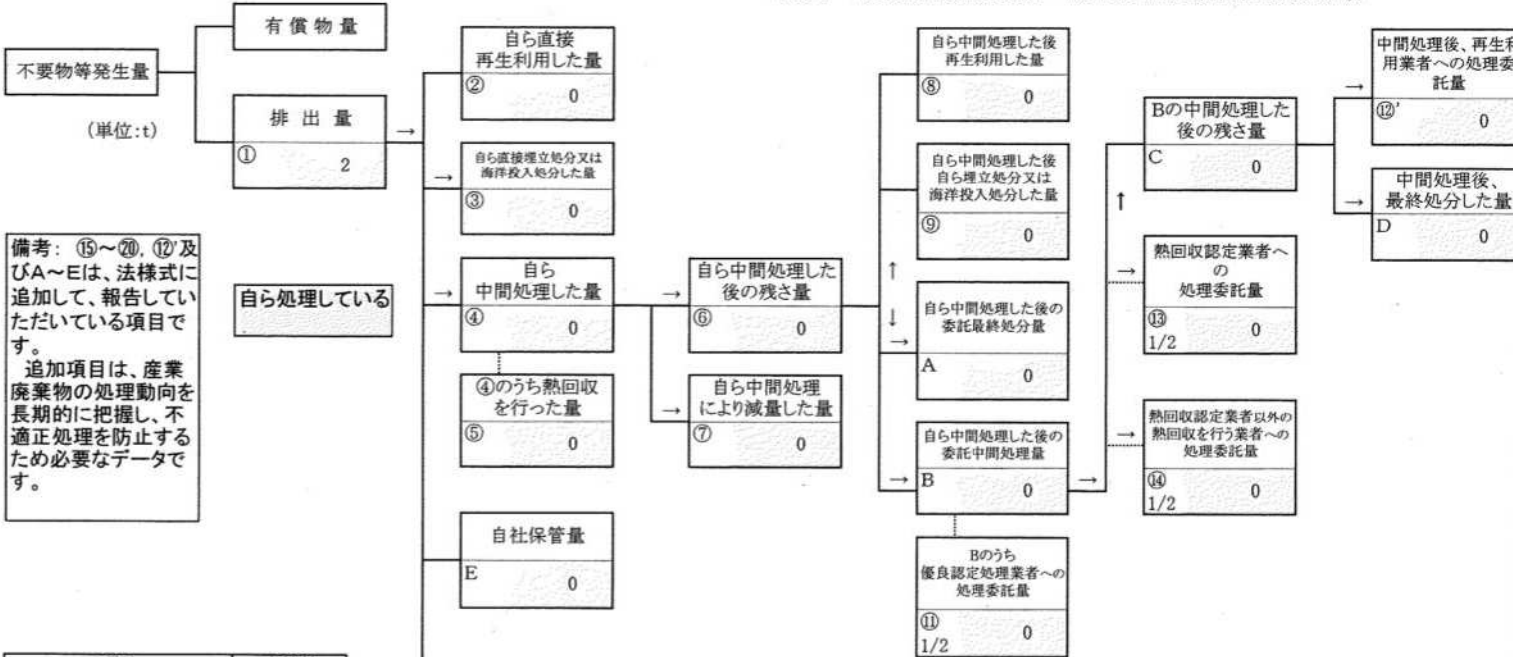 有償物量
不要物等発生量
(単位:t)
排出量
①
2
→
備考: ⑮~⑳, ⑫'及
びA~Eは、法様式に
追加して、報告してい
ただいている項目で
す。
追加項目は、産業
廃棄物の処理動向を
長期的に把握し、不
適正処理を防止する
ため必要なデータで
す。
自ら処理している
自ら直接
再生利用した量
②
0
→
自ら直接埋立処分又は
海洋投入処分した量
③
0
→
自ら
中間処理した量
④
0
④のうち熱回収
を行った量
⑤
0
自社保管量
E
0
→
自ら中間処理した
後の残さ量
⑥
0
→
自ら中間処理
により減量した量
⑦
0
自ら中間処理した後
再生利用した量
⑧
0
自ら中間処理した後
自ら埋立処分又は
海洋投入処分した量
⑨
0
↑
↓
→
自ら中間処理した後の
委託最終処分量
A
0
→
自ら中間処理した後の
委託中間処理量
B
0
→
Bのうち
優良認定処理業者への
処理委託量
⑪
1/2
0
Bの中間処理した
後の残さ量
C
0
↑
→
熱回収認定業者へ
の
処理委託量
⑬
1/2
0
→
熱回収認定業者以外の
熱回収を行う業者への
処理委託量
⑭
1/2
0
→
中間処理後、再生利
用業者への処理委
託量
⑫'
0
→
中間処理後、
最終処分した量
D
0